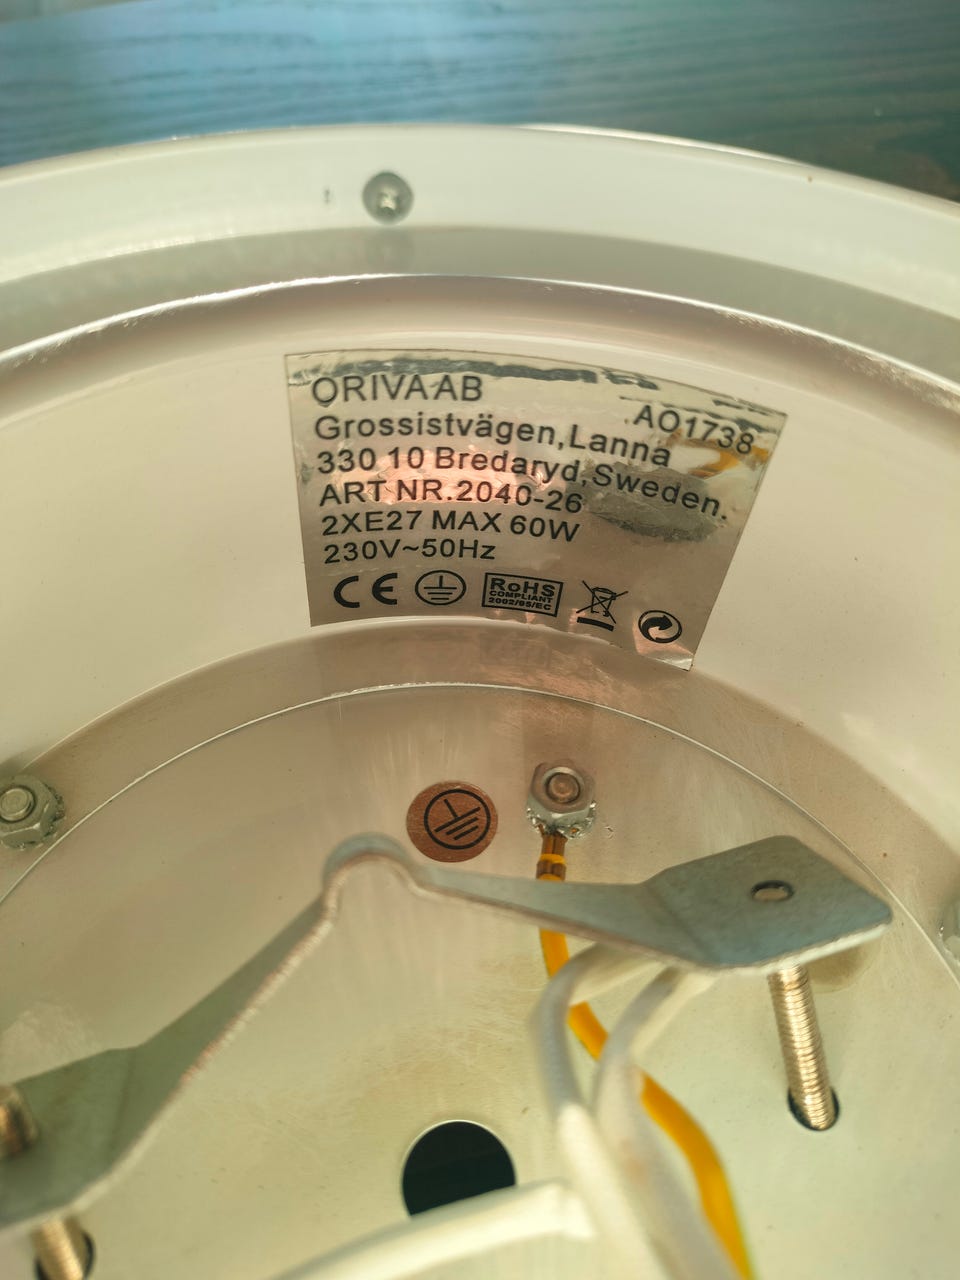 ORIVA AB
AO1738
Grossistvägen,Lanna
330 10 Bredaryd,Sweden.
ART NR.2040-26
2XE27 MAX 60W
230V~50Hz
CE
RoHS
COMPLIANT
2002/95/EC